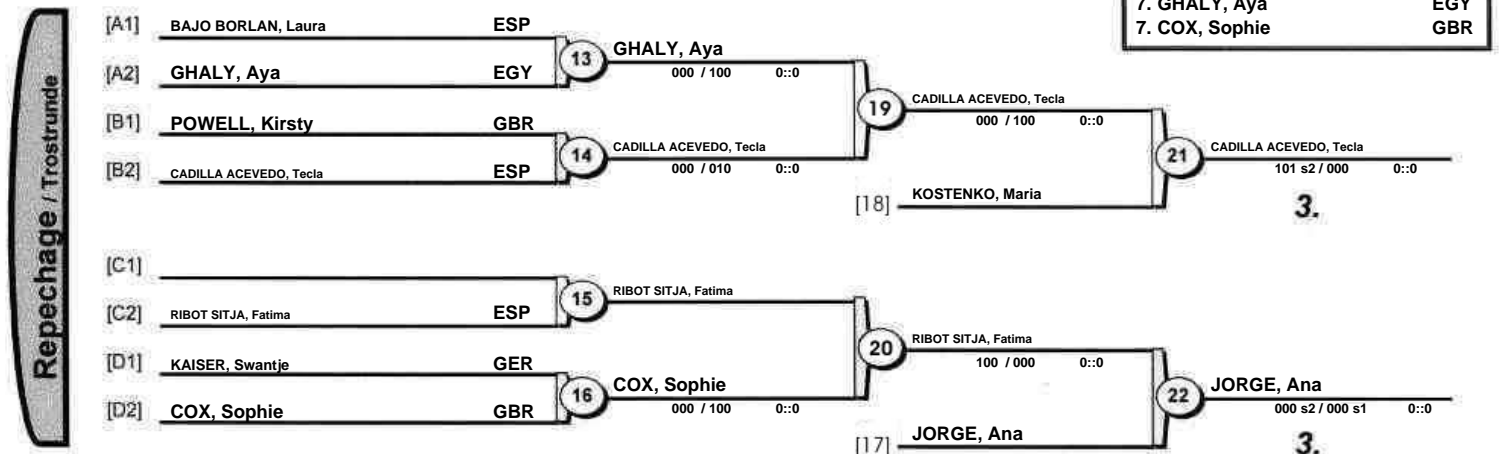 7. GHALY, Aya EGY
7. COX, Sophie GBR
Repechage / Trostrunde
[A1] BAJO BORLAN, Laura ESP
13 GHALY, Aya
000 / 100 0::0
[A2] GHALY, Aya EGY
19 CADILLA ACEVEDO, Tecla
000 / 100 0::0
[B1] POWELL, Kirsty GBR
14 CADILLA ACEVEDO, Tecla
000 / 010 0::0
[B2] CADILLA ACEVEDO, Tecla ESP
21 CADILLA ACEVEDO, Tecla
101 s2 / 000 0::0
[18] KOSTENKO, Maria
3.
[C1]
15 RIBOT SITJA, Fatima
[C2] RIBOT SITJA, Fatima ESP
20 RIBOT SITJA, Fatima
100 / 000 0::0
[D1] KAISER, Swantje GER
16 COX, Sophie
000 / 100 0::0
[D2] COX, Sophie GBR
22 JORGE, Ana
000 s2 / 000 s1 0::0
[17] JORGE, Ana
3.